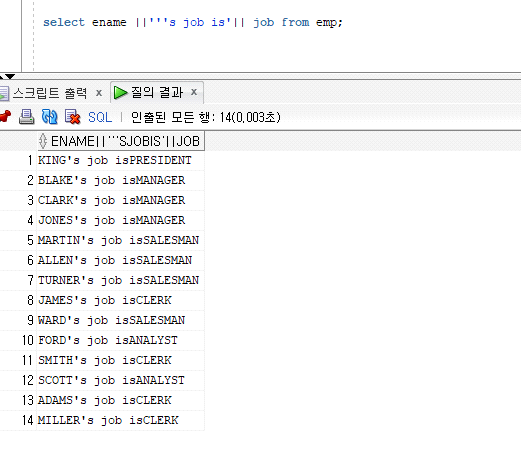 select ename ||'''s job is'|| job from emp;
스크립트 출력 x 질의 결과 x
SQL | 인출된 모든 행: 14(0,003초)
ENAME||'''SJOBIS'||JOB
1 KING's job isPRESIDENT
2 BLAKE's job isMANAGER
3 CLARK's job isMANAGER
4 JONES's job isMANAGER
5 MARTIN's job isSALESMAN
6 ALLEN's job isSALESMAN
7 TURNER's job isSALESMAN
8 JAMES's job isCLERK
9 WARD's job isSALESMAN
10 FORD's job isANALYST
11 SMITH's job isCLERK
12 SCOTT's job isANALYST
13 ADAMS's job isCLERK
14 MILLER's job isCLERK